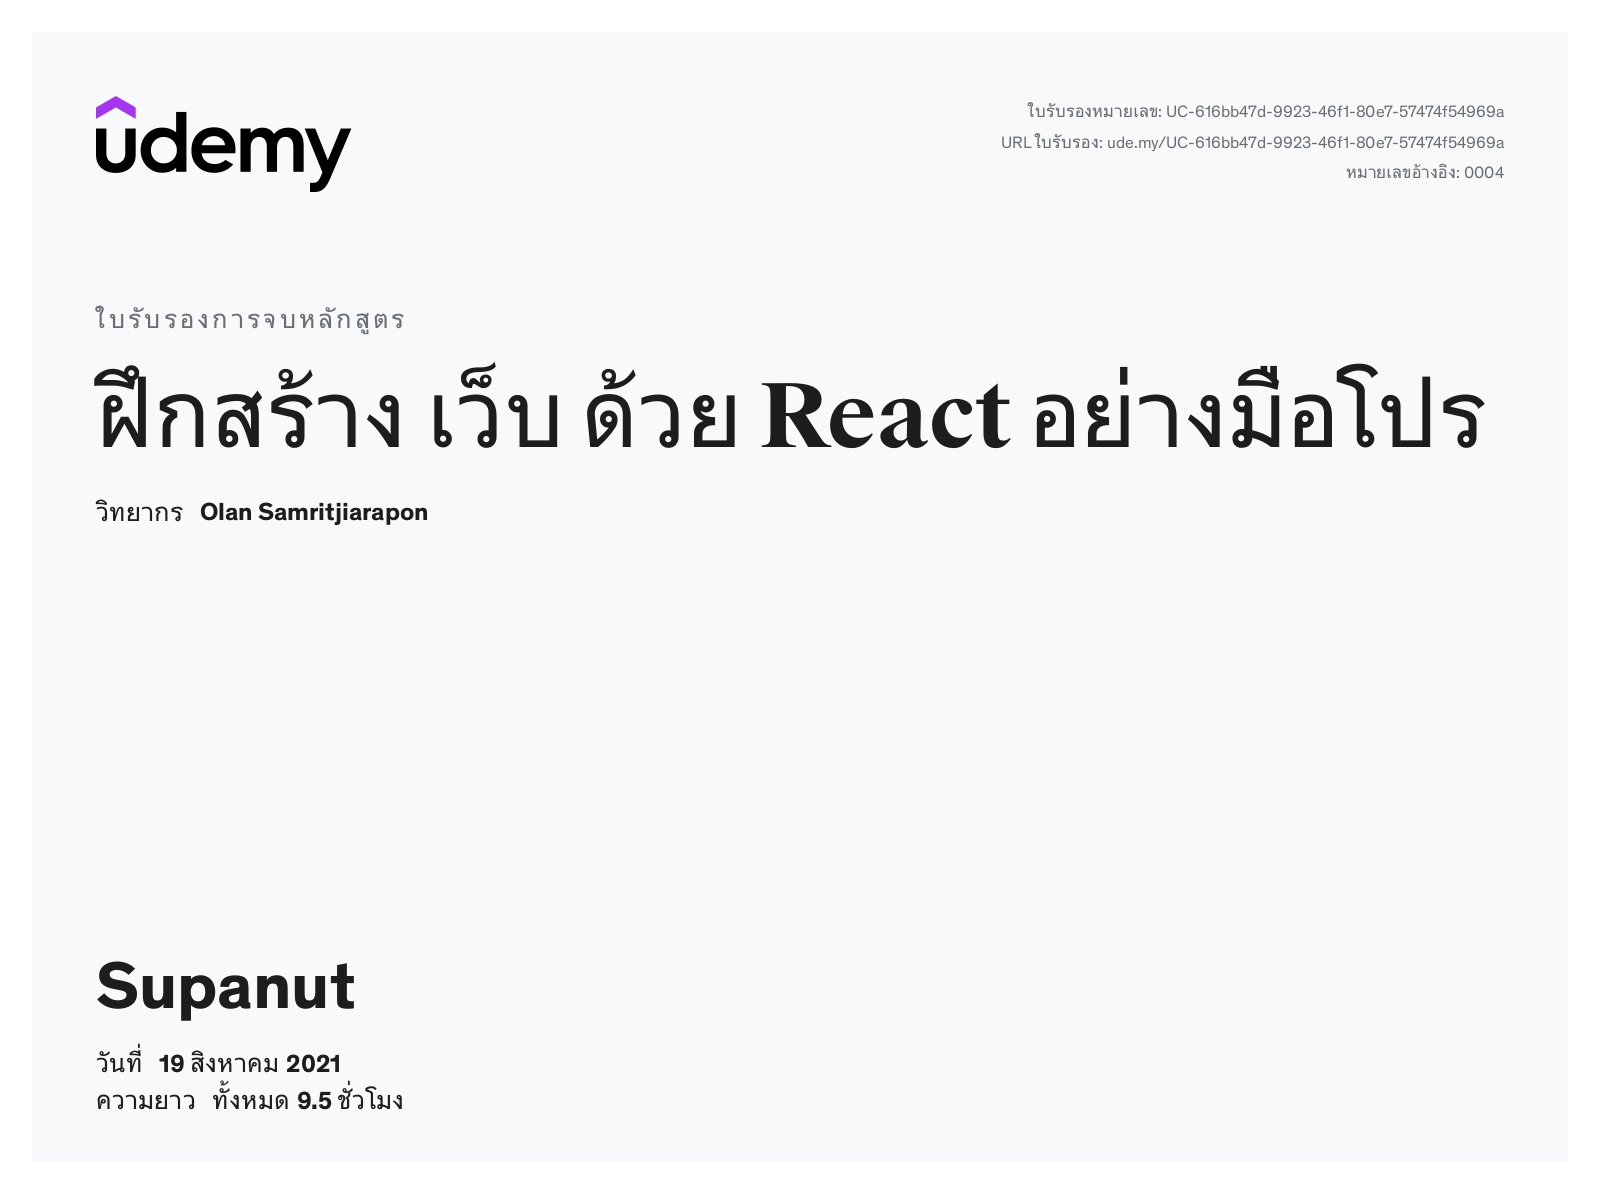 udemy
ใบรับรองหมายเลข: UC-616bb47d-9923-46f1-80e7-57474f54969a
URL ใบรับรอง: ude.my/UC-616bb47d-9923-46f1-80e7-57474f54969a
หมายเลขอ้างอิง: 0004
ใบรับรองการจบหลักสูตร
ฝึกสร้าง เว็บ ด้วย React อย่างมือโปร
วิทยากร Olan Samritjiarapon
Supanut
วันที่ 19 สิงหาคม 2021
ความยาว ทั้งหมด 9.5 ชั่วโมง